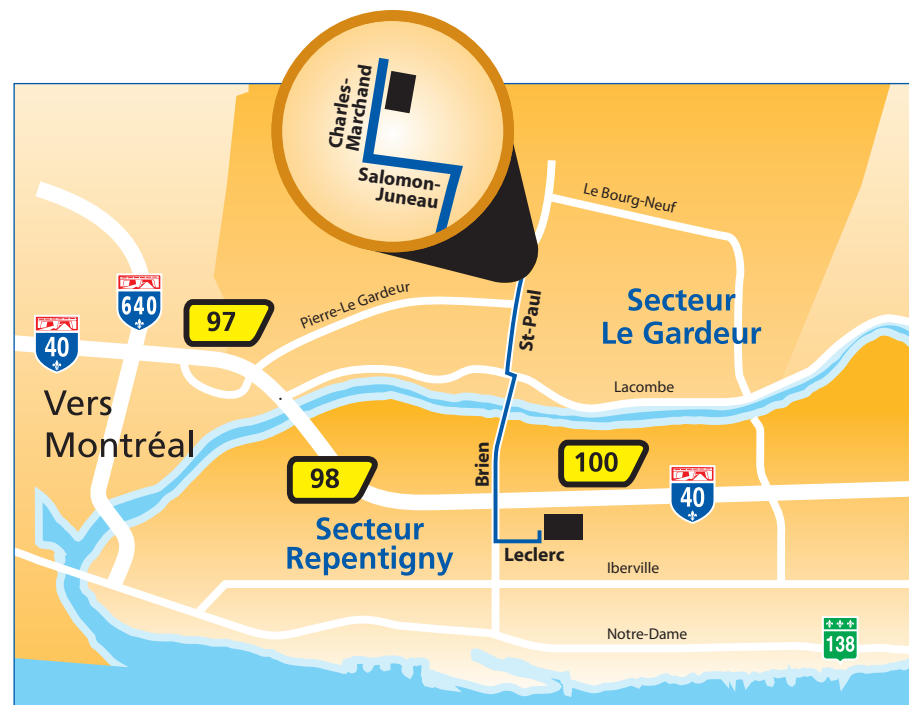 Charles-
Marchand
Salomon-
Juneau
Le Bourg-Neuf
640
97
Pierre-Le Gardeur
St-Paul
Secteur
Le Gardeur
40
Lacombe
Vers
Montréal
Brien
100
98
40
Secteur
Repentigny
Leclerc
Iberville
Notre-Dame
138